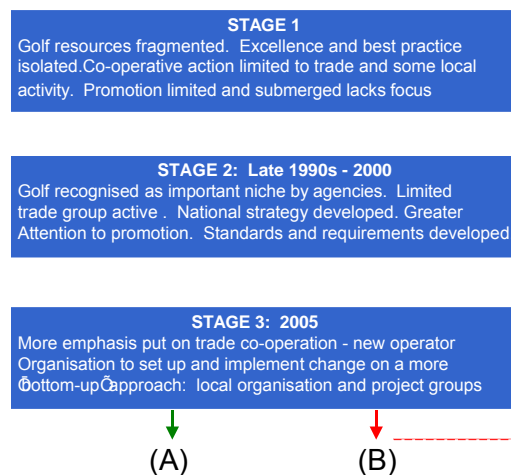 STAGE 1
Golf resources fragmented. Excellence and best practice
isolated.Co-operative action limited to trade and some local
activity. Promotion limited and submerged lacks focus
STAGE 2: Late 1990s - 2000
Golf recognised as important niche by agencies. Limited
trade group active . National strategy developed. Greater
Attention to promotion. Standards and requirements developed
STAGE 3: 2005
More emphasis put on trade co-operation - new operator
Organisation to set up and implement change on a more
Õbottom-upÕapproach: local organisation and project groups
(A) (B)